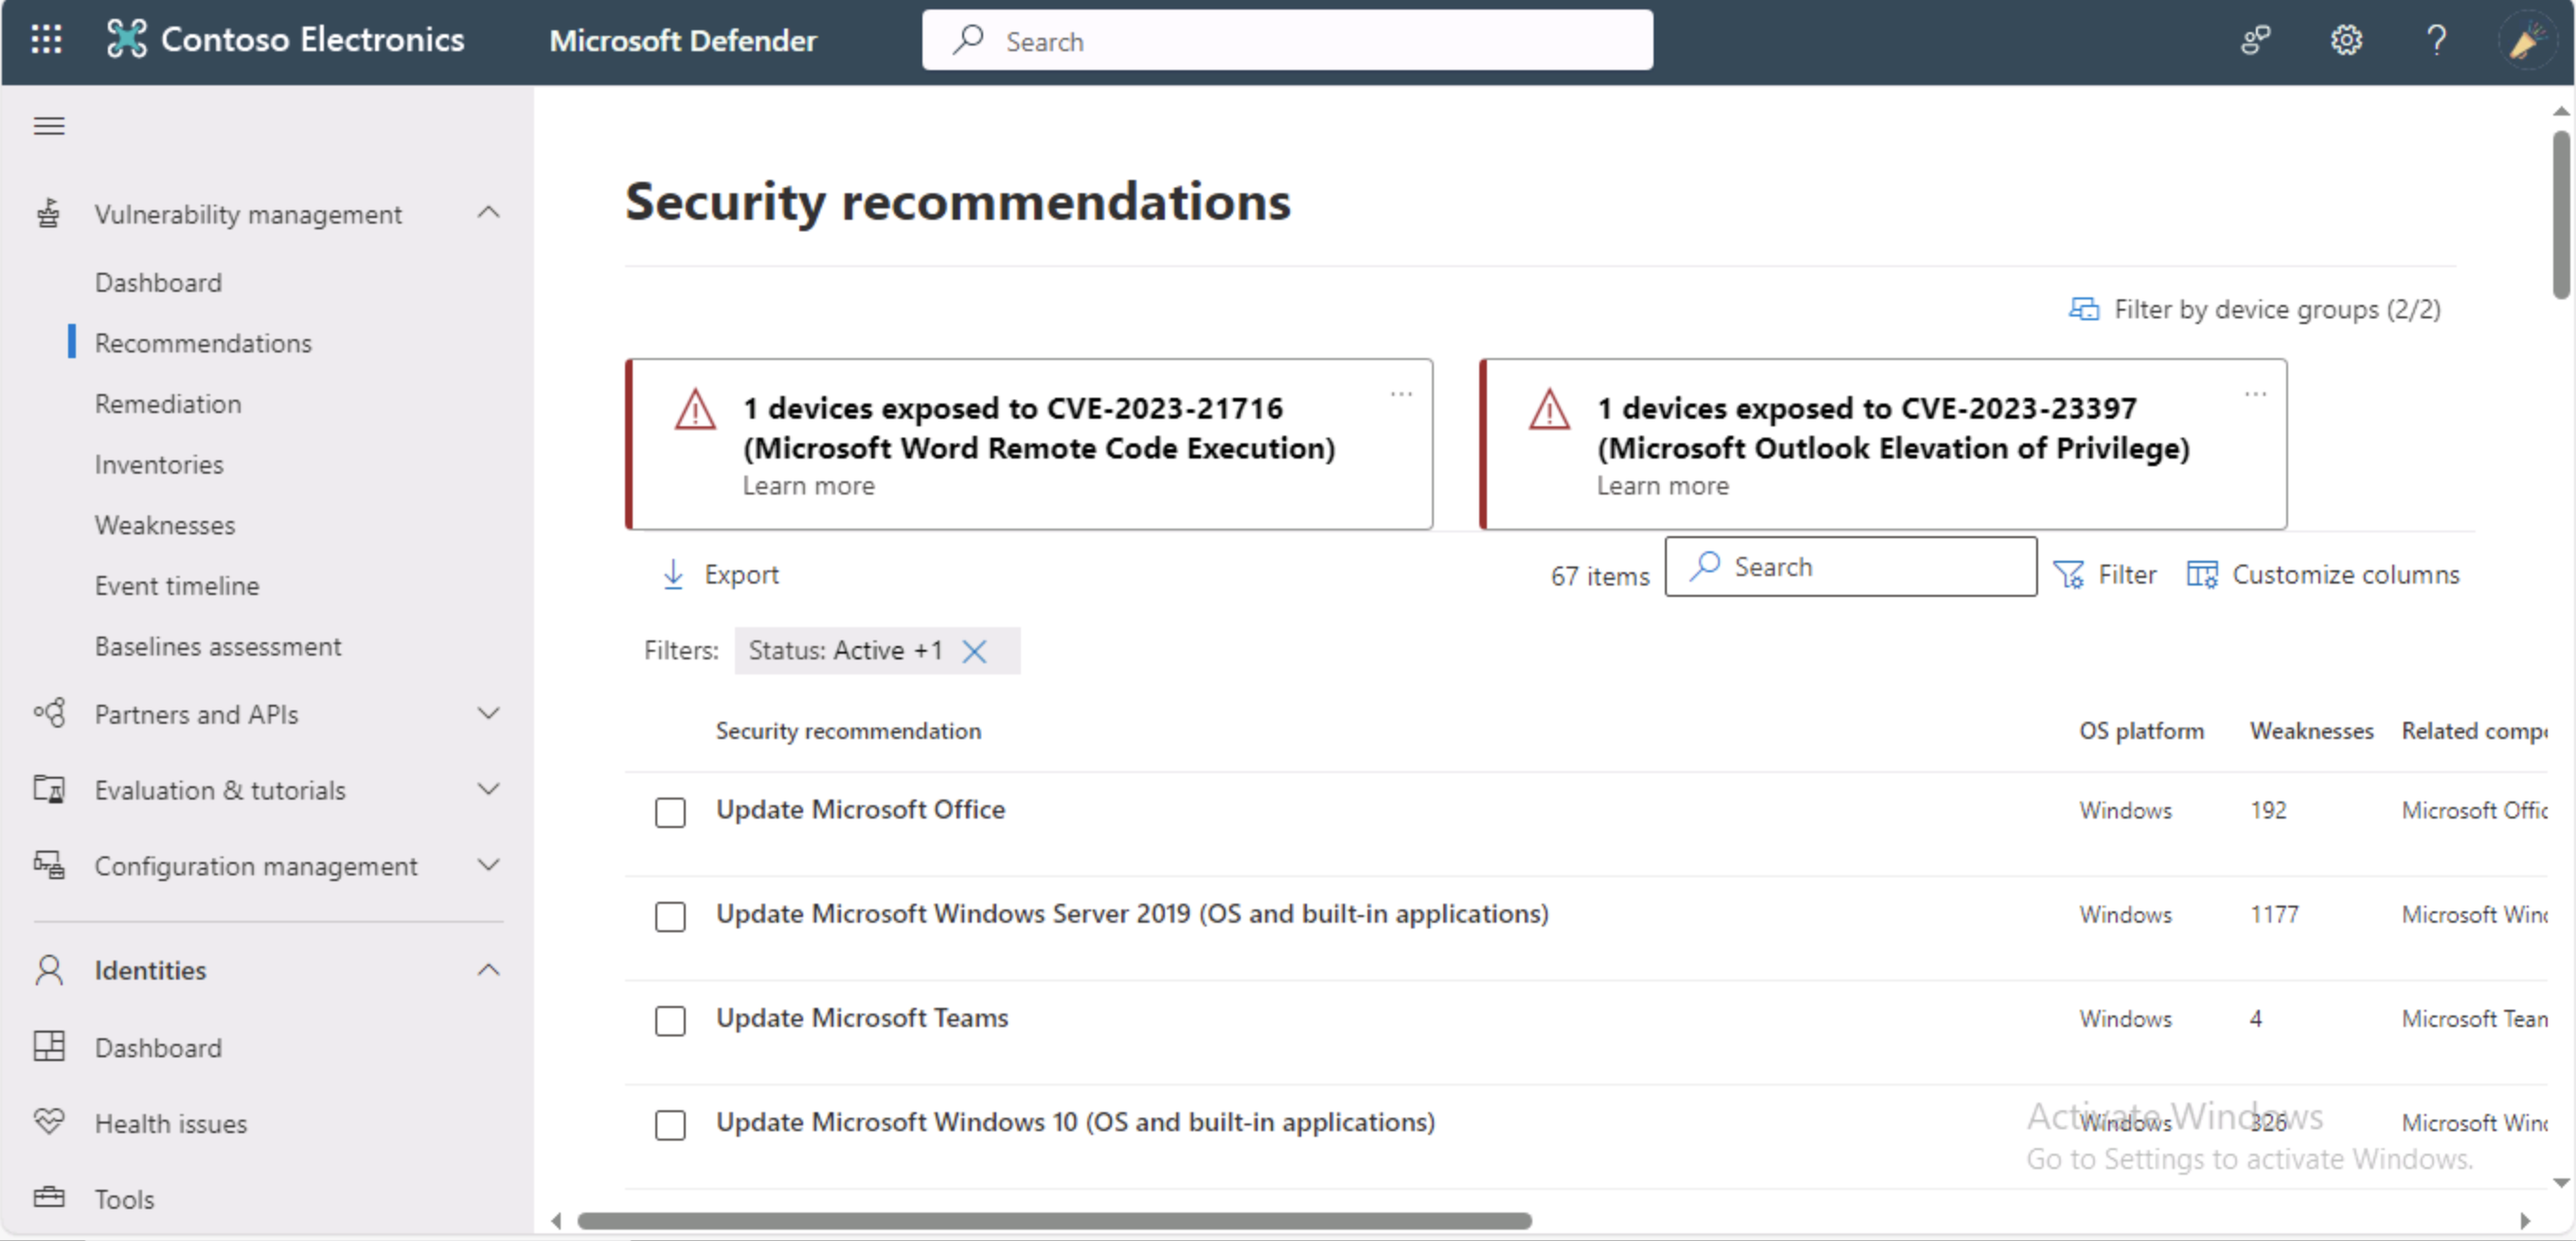 Contoso Electronics Microsoft Defender Search
Vulnerability management
Dashboard
Recommendations
Remediation
Inventories
Weaknesses
Event timeline
Baselines assessment
Partners and APIs
Evaluation & tutorials
Configuration management
Identities
Dashboard
Health issues
Tools
Security recommendations
Filter by device groups (2/2)
1 devices exposed to CVE-2023-21716
(Microsoft Word Remote Code Execution)
Learn more
1 devices exposed to CVE-2023-23397
(Microsoft Outlook Elevation of Privilege)
Learn more
Export 67 items Search Filter Customize columns
Filters: Status: Active +1
Security recommendation OS platform Weaknesses Related comp
Update Microsoft Office Windows 192 Microsoft Offic
Update Microsoft Windows Server 2019 (OS and built-in applications) Windows 1177 Microsoft Win
Update Microsoft Teams Windows 4 Microsoft Tean
Update Microsoft Windows 10 (OS and built-in applications) Windows 326 Microsoft Win
Activate Windows
Go to Settings to activate Windows.